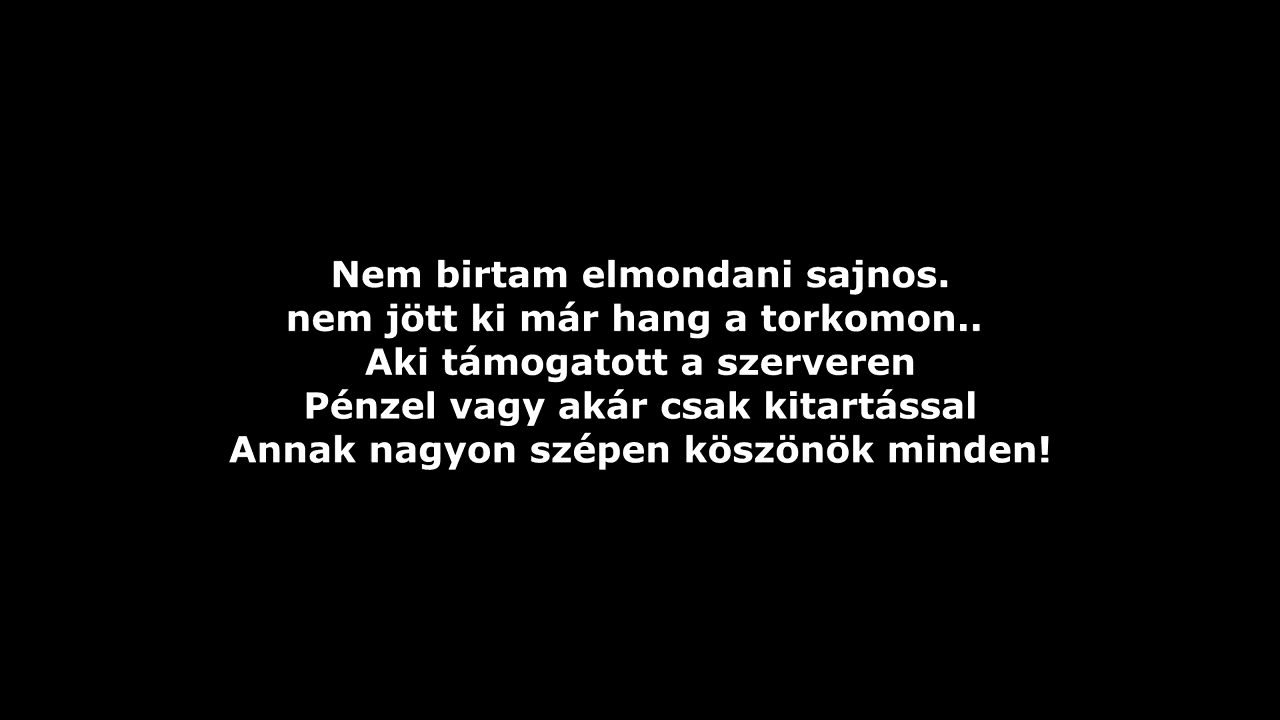 Nem birtam elmondani sajnos.
nem jött ki már hang a torkomon..
Aki támogatott a szerveren
Pénzel vagy akár csak kitartással
Annak nagyon szépen köszönök minden!